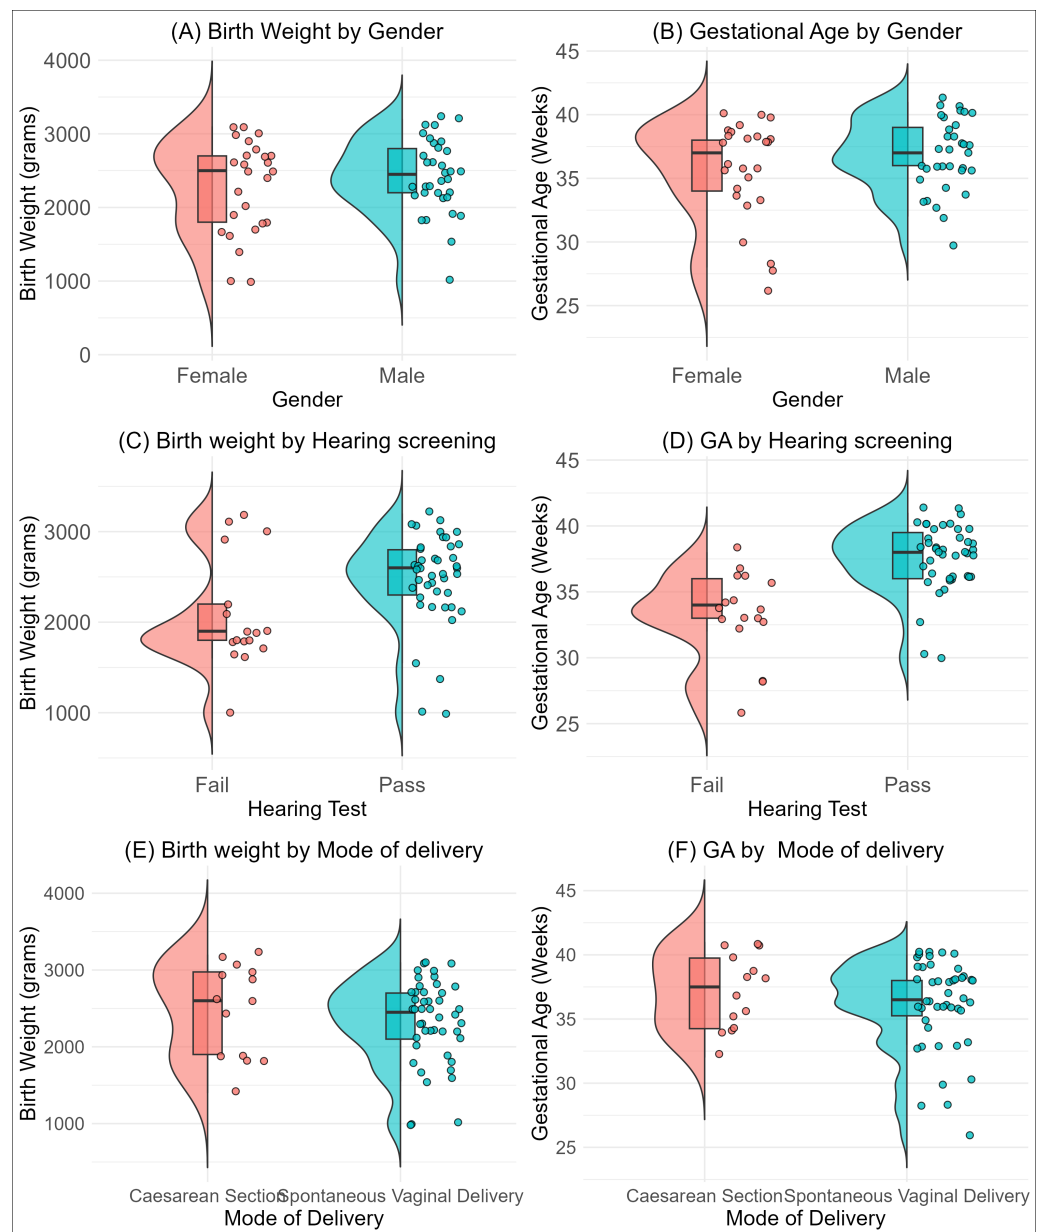 (A) Birth Weight by Gender
4000
3000
2000
1000
0
Birth Weight (grams)
Female Male
Gender
(B) Gestational Age by Gender
45
40
35
30
25
Gestational Age (Weeks)
Female Male
Gender
(C) Birth weight by Hearing screening
3000
2000
1000
Birth Weight (grams)
Fail Pass
Hearing Test
(D) GA by Hearing screening
45
40
35
30
25
Gestational Age (Weeks)
Fail Pass
Hearing Test
(E) Birth weight by Mode of delivery
4000
3000
2000
1000
Birth Weight (grams)
Caesarean Section Spontaneous Vaginal Delivery
Mode of Delivery
(F) GA by  Mode of delivery
45
40
35
30
25
Gestational Age (Weeks)
Caesarean Section Spontaneous Vaginal Delivery
Mode of Delivery